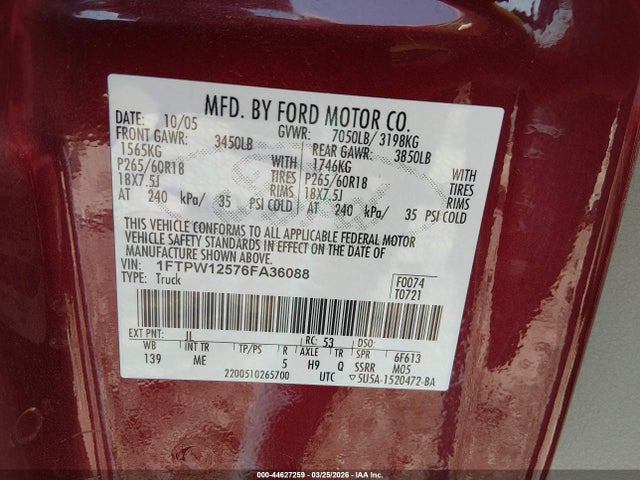 MFD. BY FORD MOTOR CO.
DATE: 10/05 GVWR: 7050LB/ 3198KG
FRONT GAWR: 3450LB REAR GAWR: 3850LB
1565KG WITH 1746KG WITH
P265/60R18 TIRES P265/60R18 TIRES
18X7.5J RIMS 18X7.5J RIMS
AT 240 kPa/ 35 PSI COLD AT 240 kPa/ 35 PSI COLD
THIS VEHICLE CONFORMS TO ALL APPLICABLE FEDERAL MOTOR
VEHICLE SAFETY STANDARDS IN EFFECT ON THE DATE OF
MANUFACTURE SHOWN ABOVE.
VIN: 1FTPW12576FA36088 F0074
TYPE: Truck T0721
EXT PNT: JL RC: 53 DSO:
WB INT TR TP/PS R AXLE TR SPR 6F613
139 ME 5 H9 Q SSRR M05
2200510265700 UTC ▽5U5A-1520472-BA
000-44627259 - 03/25/2026 - IAA Inc.